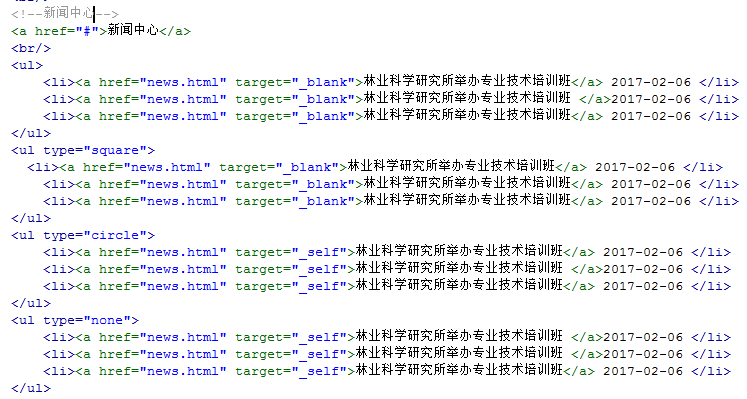 <br/>
<!--新闻中心-->
<a href="#">新闻中心</a>
<br/>
<ul>
<li><a href="news.html" target="_blank">林业科学研究所举办专业技术培训班</a> 2017-02-06 </li>
<li><a href="news.html" target="_blank">林业科学研究所举办专业技术培训班 </a>2017-02-06 </li>
<li><a href="news.html" target="_blank">林业科学研究所举办专业技术培训班</a> 2017-02-06 </li>
</ul>
<ul type="square">
<li><a href="news.html" target="_blank">林业科学研究所举办专业技术培训班</a> 2017-02-06 </li>
<li><a href="news.html" target="_blank">林业科学研究所举办专业技术培训班</a> 2017-02-06 </li>
<li><a href="news.html" target="_blank">林业科学研究所举办专业技术培训班</a> 2017-02-06 </li>
</ul>
<ul type="circle">
<li><a href="news.html" target="_self">林业科学研究所举办专业技术培训班</a> 2017-02-06 </li>
<li><a href="news.html" target="_self">林业科学研究所举办专业技术培训班</a> 2017-02-06 </li>
<li><a href="news.html" target="_self">林业科学研究所举办专业技术培训班</a> 2017-02-06 </li>
</ul>
<ul type="none">
<li><a href="news.html" target="_self">林业科学研究所举办专业技术培训班 </a>2017-02-06 </li>
<li><a href="news.html" target="_self">林业科学研究所举办专业技术培训班 </a>2017-02-06 </li>
<li><a href="news.html" target="_self">林业科学研究所举办专业技术培训班 </a>2017-02-06 </li>
</ul>